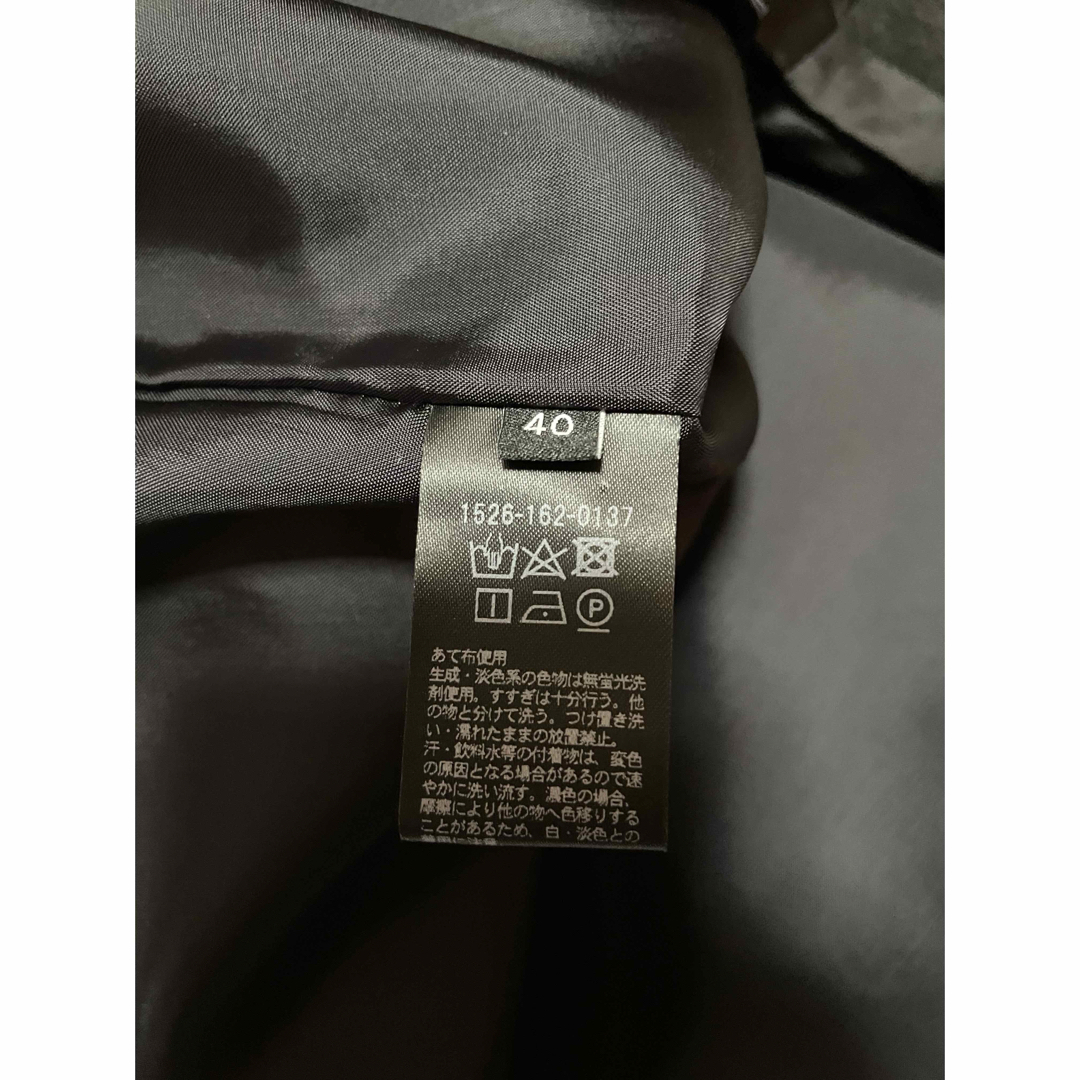 40
1526-162-0137
P
あて布使用
生成・淡色系の色物は無蛍光洗
剤使用。すすぎは十分行う。他
の物と分けて洗う。つけ置き洗
い・濡れたままの放置禁止。
汗・飲料水等の付着物は、変色
の原因となる場合があるので速
やかに洗い流す。濃色の場合、
摩擦により他の物へ色移りする
ことがあるため、白・淡色との
着用に注意